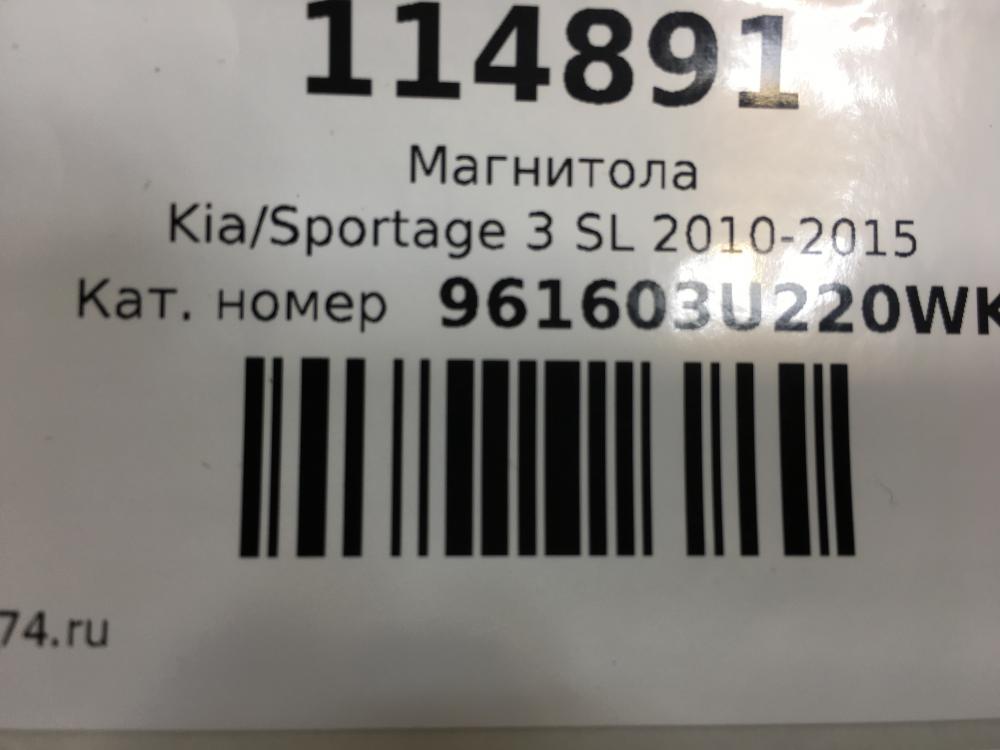 114891
Магнитола
Kia/Sportage 3 SL 2010-2015
Кат. номер 961603U220WK
74.ru